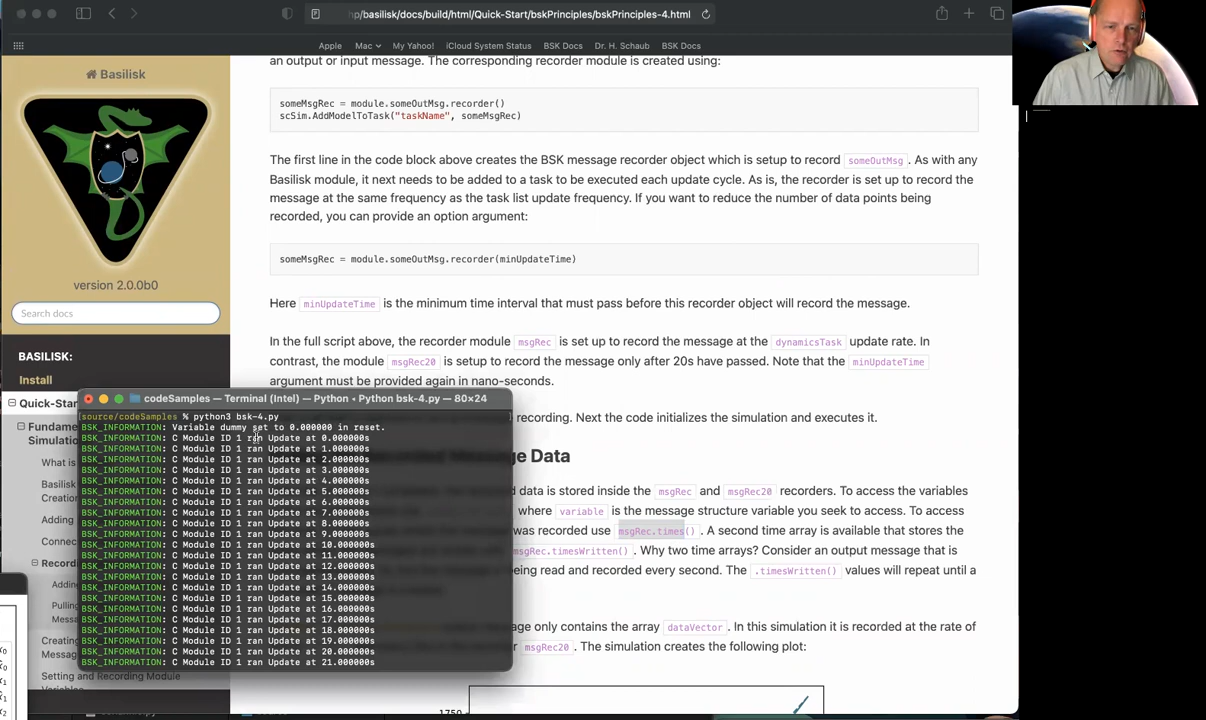 hp/basilisk/docs/build/html/Quick-Start/bskPrinciples/bskPrinciples-4.html
Apple Mac My Yahoo! iCloud System Status BSK Docs Dr. H. Schaub BSK Docs
Basilisk
version 2.0.0b0
Search docs
BASILISK:
Install
Quick-Star
Fundame
Simulation
What is
Basilisk
Creation
Adding
Connec
Record
Adding
Pulling
Messa
Creating
Messag
Setting and Recording Module
Variables
an output or input message. The corresponding recorder module is created using:
someMsgRec = module.someOutMsg.recorder()
scSim.AddModelToTask("taskName", someMsgRec)
The first line in the code block above creates the BSK message recorder object which is setup to record someOutMsg. As with any
Basilisk module, it next needs to be added to a task to be executed each update cycle. As is, the recorder is set up to record the
message at the same frequency as the task list update frequency. If you want to reduce the number of data points being
recorded, you can provide an option argument:
someMsgRec = module.someOutMsg.recorder(minUpdateTime)
Here minUpdateTime is the minimum time interval that must pass before this recorder object will record the message.
In the full script above, the recorder module msgRec is set up to record the message at the dynamicsTask update rate. In
contrast, the module msgRec20 is setup to record the message only after 20s have passed. Note that the minUpdateTime
argument must be provided again in nano-seconds.
recording. Next the code initializes the simulation and executes it.
Message Data
data is stored inside the msgRec and msgRec20 recorders. To access the variables
where variable is the message structure variable you seek to access. To access
was recorded use msgRec.times(). A second time array is available that stores the
msgRec.timesWritten(). Why two time arrays? Consider an output message that is
being read and recorded every second. The .timesWritten() values will repeat until a
age only contains the array dataVector. In this simulation it is recorded at the rate of
msgRec20. The simulation creates the following plot:
1750
codeSamples — Terminal (Intel) — Python ◂ Python bsk-4.py — 80×24
[source/codeSamples % python3 bsk-4.py
BSK_INFORMATION: Variable dummy set to 0.000000 in reset.
BSK_INFORMATION: C Module ID 1 ran Update at 0.000000s
BSK_INFORMATION: C Module ID 1 ran Update at 1.000000s
BSK_INFORMATION: C Module ID 1 ran Update at 2.000000s
BSK_INFORMATION: C Module ID 1 ran Update at 3.000000s
BSK_INFORMATION: C Module ID 1 ran Update at 4.000000s
BSK_INFORMATION: C Module ID 1 ran Update at 5.000000s
BSK_INFORMATION: C Module ID 1 ran Update at 6.000000s
BSK_INFORMATION: C Module ID 1 ran Update at 7.000000s
BSK_INFORMATION: C Module ID 1 ran Update at 8.000000s
BSK_INFORMATION: C Module ID 1 ran Update at 9.000000s
BSK_INFORMATION: C Module ID 1 ran Update at 10.000000s
BSK_INFORMATION: C Module ID 1 ran Update at 11.000000s
BSK_INFORMATION: C Module ID 1 ran Update at 12.000000s
BSK_INFORMATION: C Module ID 1 ran Update at 13.000000s
BSK_INFORMATION: C Module ID 1 ran Update at 14.000000s
BSK_INFORMATION: C Module ID 1 ran Update at 15.000000s
BSK_INFORMATION: C Module ID 1 ran Update at 16.000000s
BSK_INFORMATION: C Module ID 1 ran Update at 17.000000s
BSK_INFORMATION: C Module ID 1 ran Update at 18.000000s
BSK_INFORMATION: C Module ID 1 ran Update at 19.000000s
BSK_INFORMATION: C Module ID 1 ran Update at 20.000000s
BSK_INFORMATION: C Module ID 1 ran Update at 21.000000s